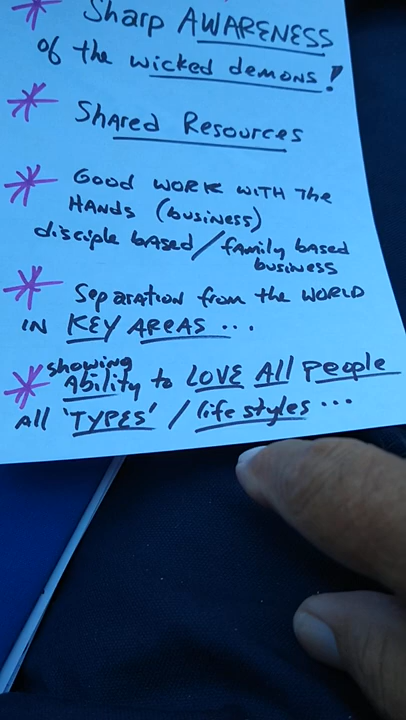 * Sharp AWARENESS
of the wicked demons!
* Shared Resources
* Good work with the
HANDS (business)
disciple based / family based
business
* Separation from the WORLD
IN KEY AREAS ...
showing
* Ability to LOVE All People
All 'TYPES' / life styles ...